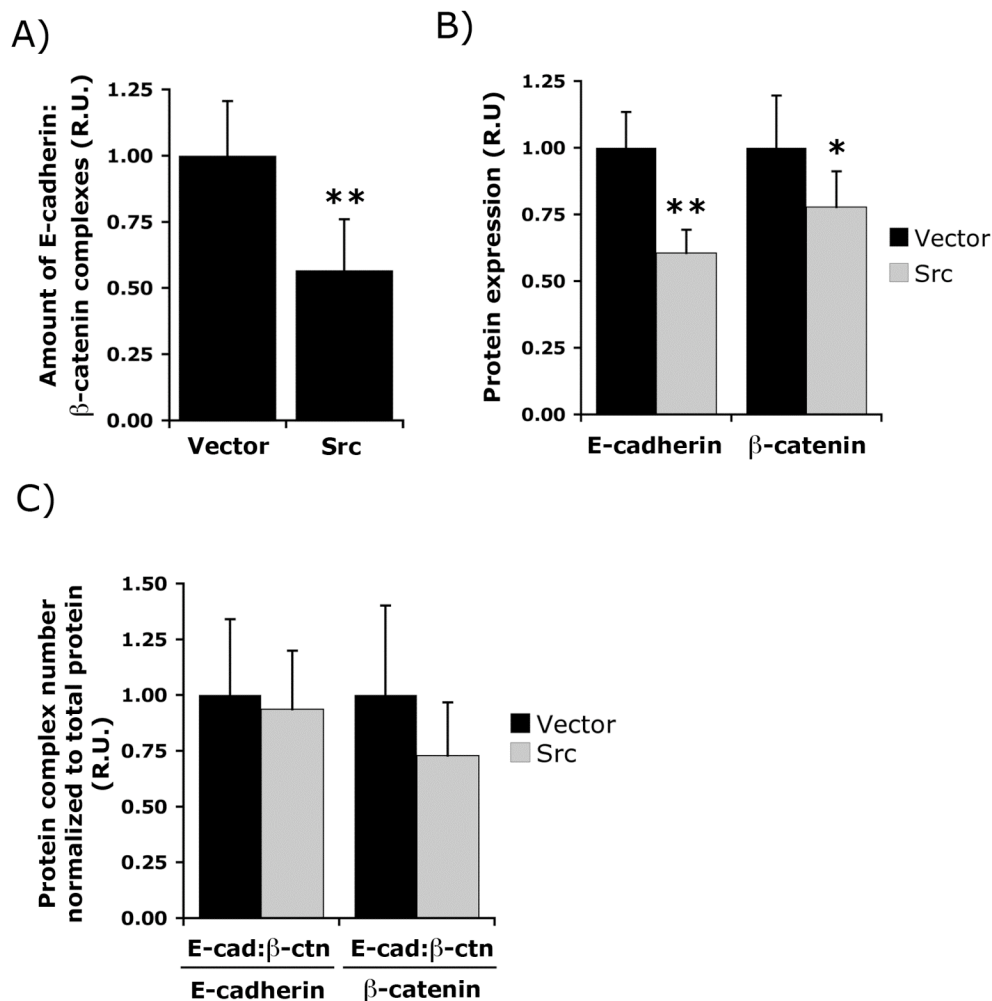 A)
Amount of E-cadherin:
β-catenin complexes (R.U.)
1.25
1.00
0.75
0.50
0.25
0.00
**
Vector Src
B)
Protein expression (R.U)
1.25
1.00
0.75
0.50
0.25
0.00
**
*
E-cadherin β-catenin
Vector
Src
C)
Protein complex number
normalized to total protein
(R.U.)
1.50
1.25
1.00
0.75
0.50
0.25
0.00
E-cad:β-ctn E-cad:β-ctn
E-cadherin β-catenin
Vector
Src